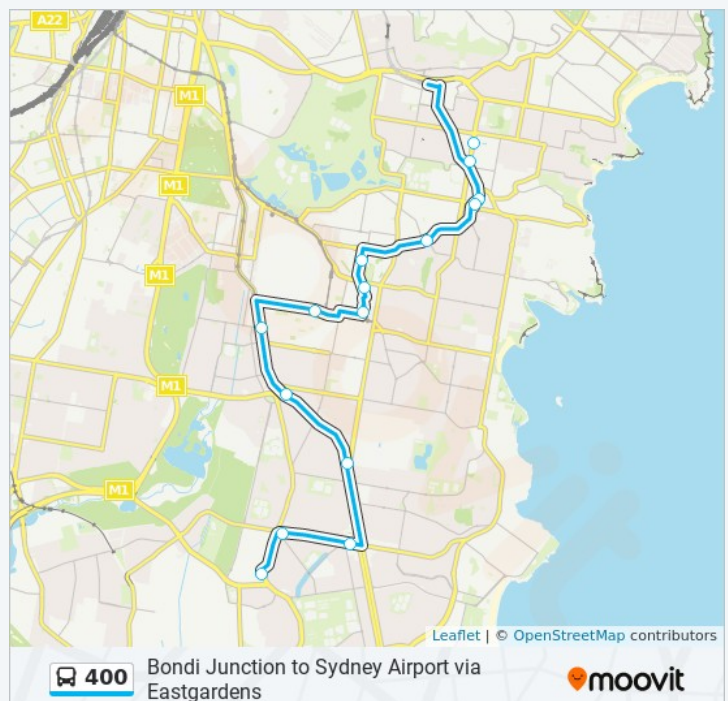 A22
M1
M1
M1
M1
M1
Leaflet | © OpenStreetMap contributors
400
Bondi Junction to Sydney Airport via
Eastgardens
moovit